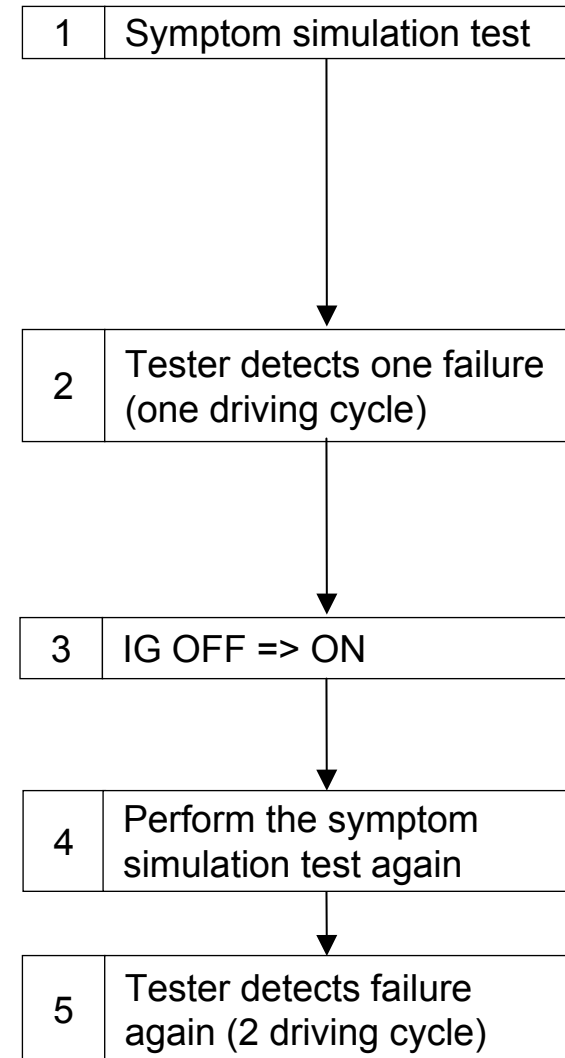 1 Symptom simulation test
2 Tester detects one failure
(one driving cycle)
3 IG OFF => ON
4 Perform the symptom
simulation test again
5 Tester detects failure
again (2 driving cycle)